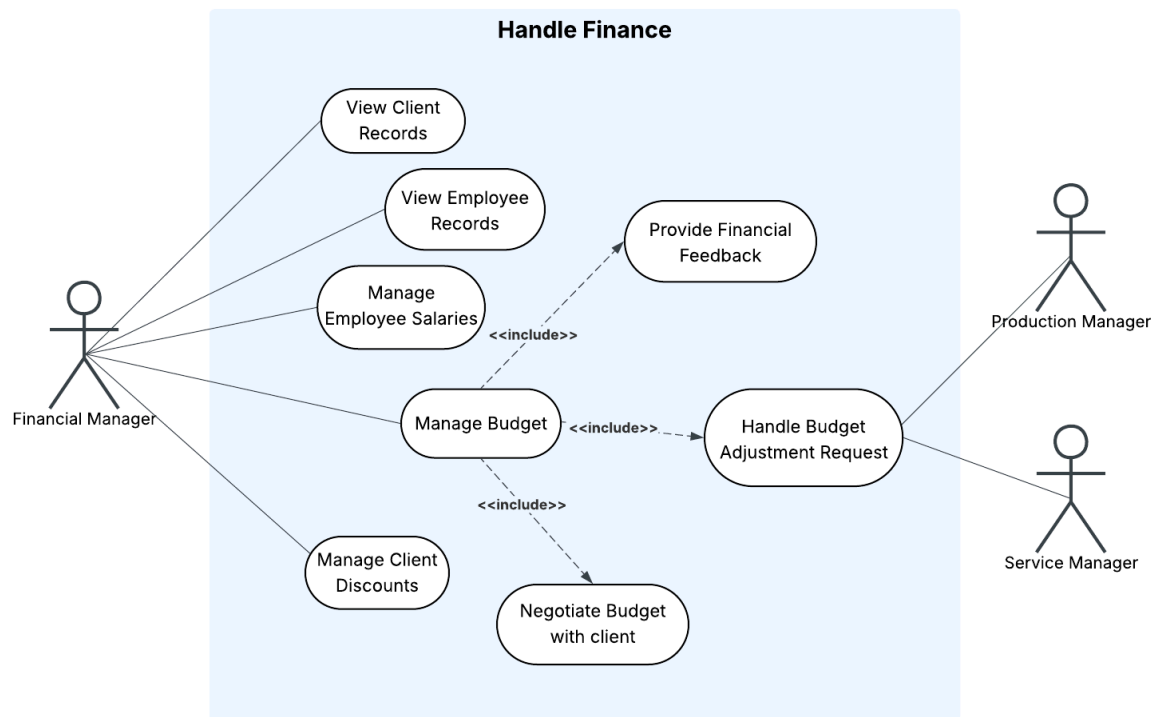 Handle Finance
View Client
Records
View Employee
Records
Provide Financial
Feedback
Manage
Employee Salaries
Production Manager
<<include>>
Financial Manager
Manage Budget
<<include>>
Handle Budget
Adjustment Request
<<include>>
Manage Client
Discounts
Service Manager
Negotiate Budget
with client